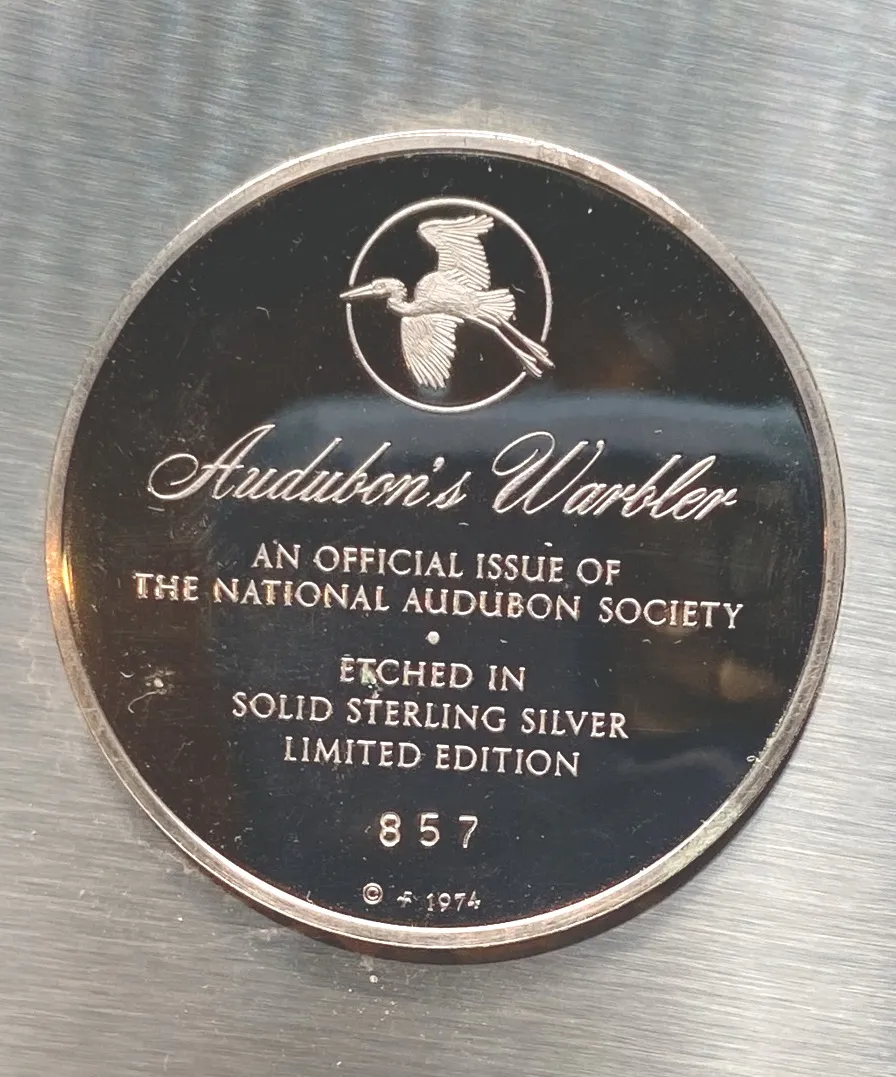 Audubon's Warbler
AN OFFICIAL ISSUE OF
THE NATIONAL AUDUBON SOCIETY
•
ETCHED IN
SOLID STERLING SILVER
LIMITED EDITION
857
© f 1974